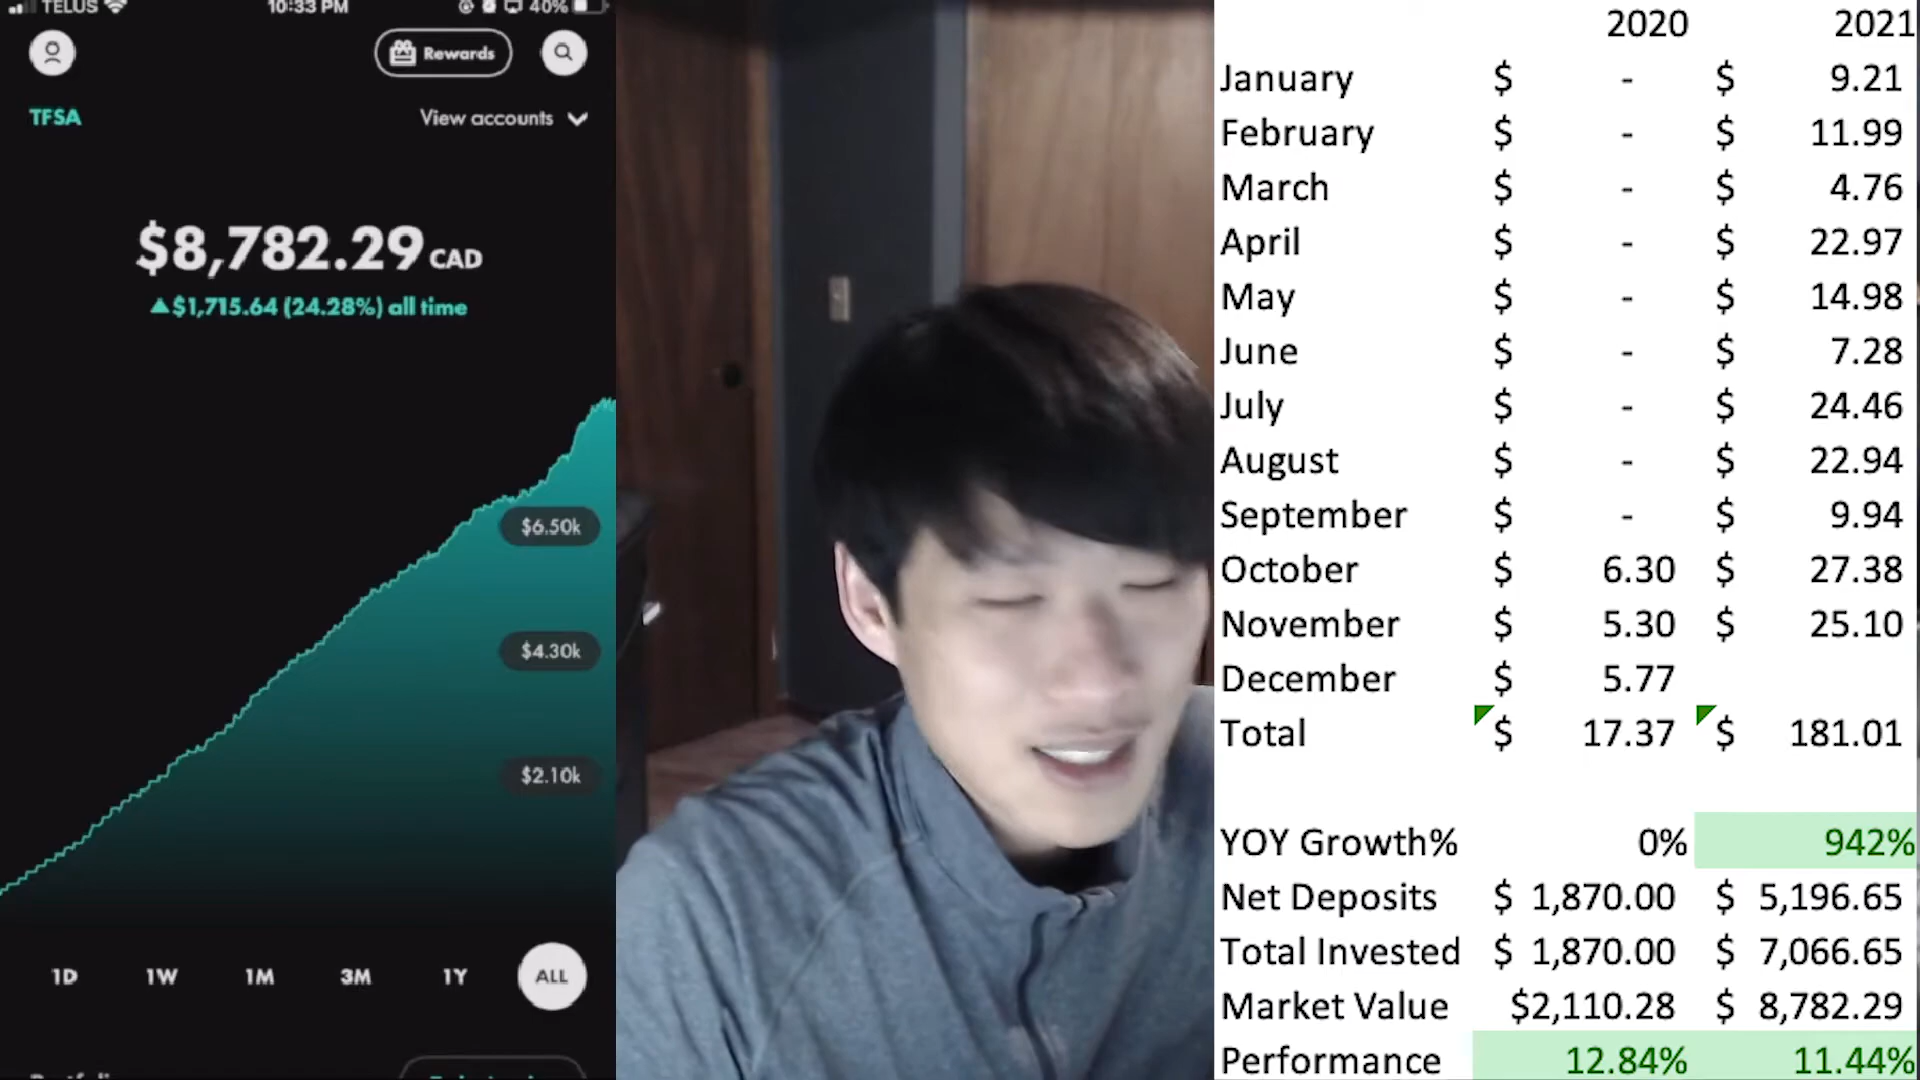 TELUS 10:33 PM 40%
Rewards
TFSA View accounts
$8,782.29 CAD
▲$1,715.64 (24.28%) all time
$6.50k
$4.30k
$2.10k
1D 1W 1M 3M 1Y ALL
2020 2021
January $ - $ 9.21
February $ - $ 11.99
March $ - $ 4.76
April $ - $ 22.97
May $ - $ 14.98
June $ - $ 7.28
July $ - $ 24.46
August $ - $ 22.94
September $ - $ 9.94
October $ 6.30 $ 27.38
November $ 5.30 $ 25.10
December $ 5.77
Total $ 17.37 $ 181.01
YOY Growth% 0% 942%
Net Deposits $ 1,870.00 $ 5,196.65
Total Invested $ 1,870.00 $ 7,066.65
Market Value $2,110.28 $ 8,782.29
Performance 12.84% 11.44%